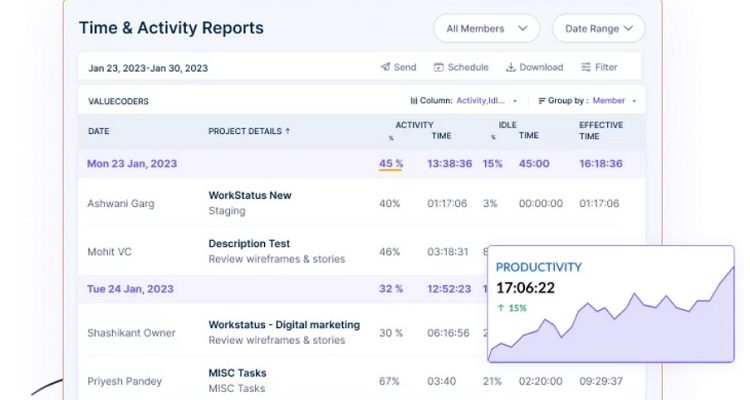 Time & Activity Reports
All Members
Date Range
Jan 23, 2023-Jan 30, 2023
Send
Schedule
Download
Filter
VALUECODERS
Column: Activity,Idl...
Group by : Member
DATE PROJECT DETAILS ↑ ACTIVITY % TIME IDLE % TIME EFFECTIVE TIME
Mon 23 Jan, 2023 45 % 13:38:36 15% 45:00 16:18:36
Ashwani Garg WorkStatus New 40% 01:17:06 3% 00:00:00 01:17:06
Staging
Mohit VC Description Test 46% 03:18:31
Review wireframes & stories
Tue 24 Jan, 2023 32 % 12:52:23
Shashikant Owner Workstatus - Digital marketing 30 % 06:16:56
Review wireframes & stories
Priyesh Pandey MISC Tasks 67% 03:40 21% 02:20:00 09:29:37
MISC Tasks
PRODUCTIVITY
17:06:22
↑ 15%